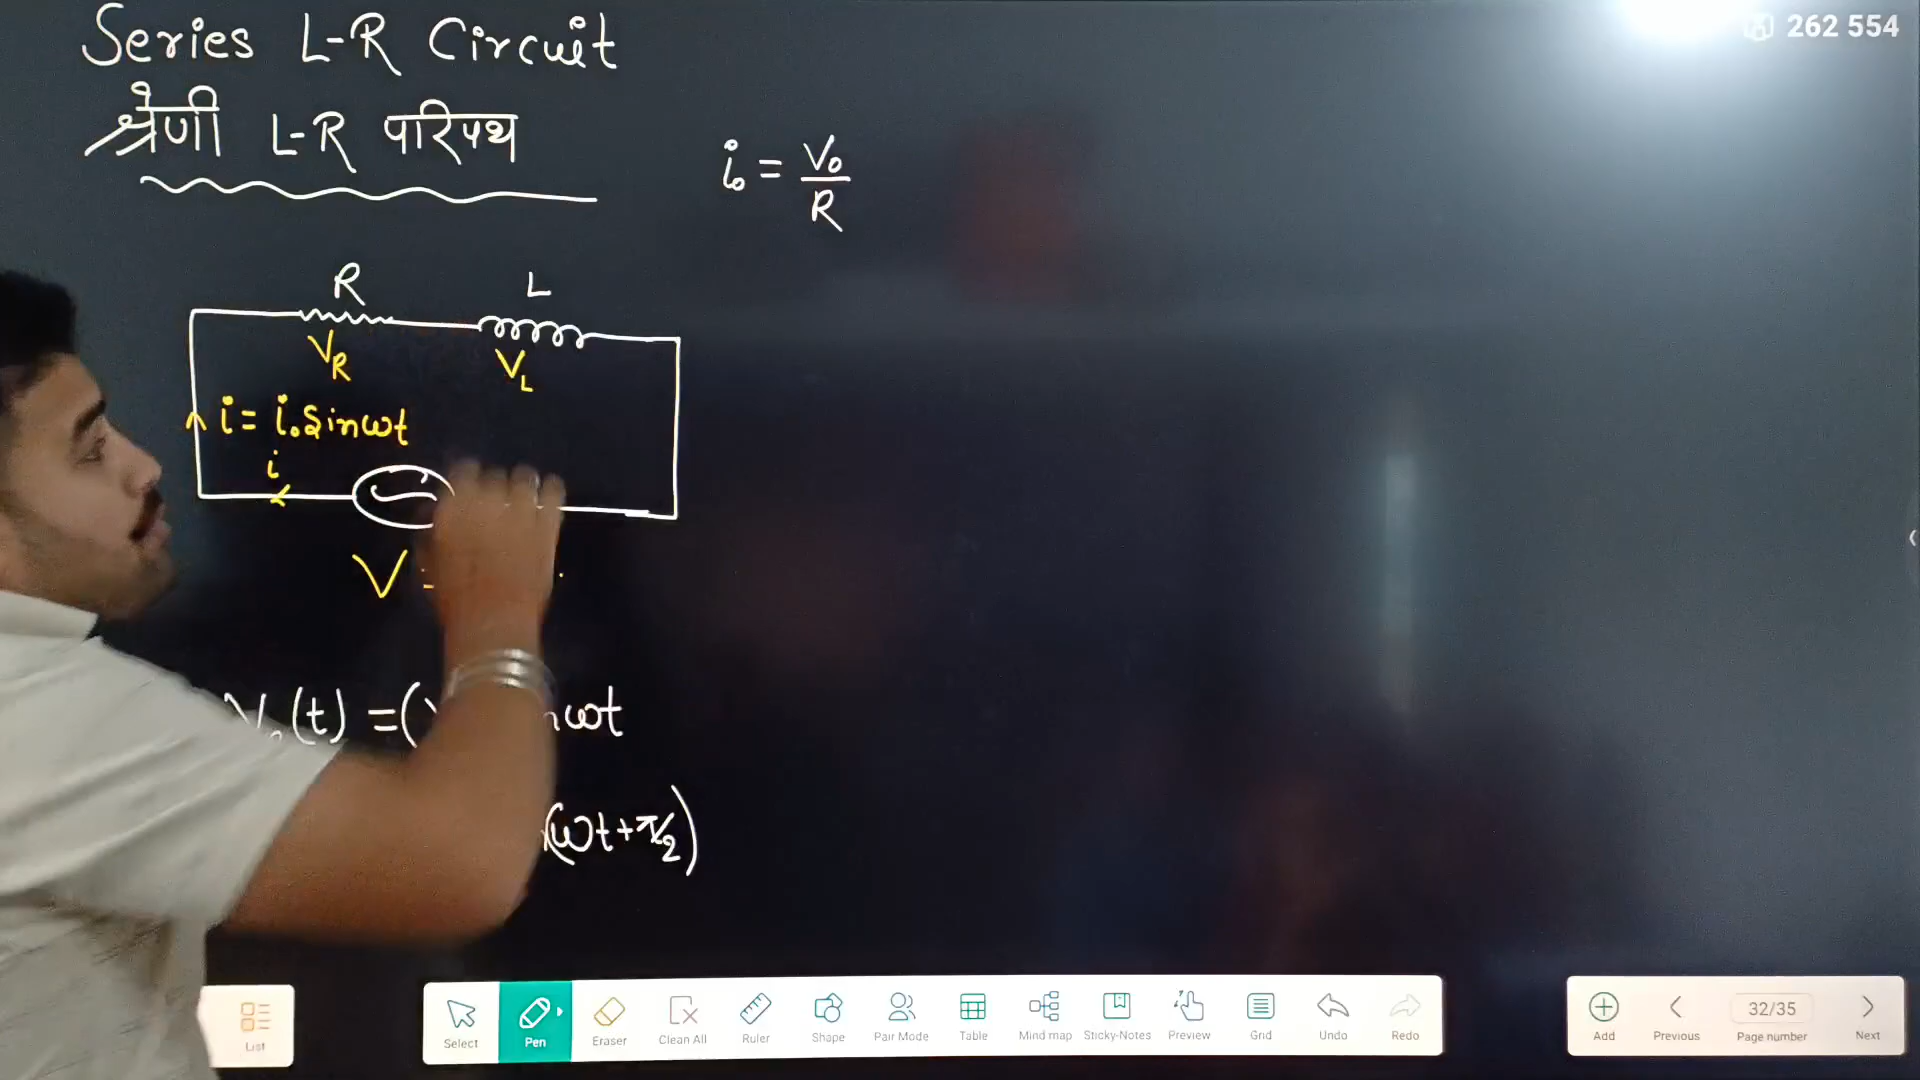 Series L-R Circuit
श्रेणी L-R परिपथ
262 554
i₀ = V₀/R
R
L
V_R
V_L
i = i₀ Sinωt
i
V
(t) = (
ωt
(ωt+π/2)
List
Select
Pen
Eraser
Clean All
Ruler
Shape
Pair Mode
Table
Mind map
Sticky-Notes
Preview
Grid
Undo
Redo
Add
Previous
32/35
Page number
Next